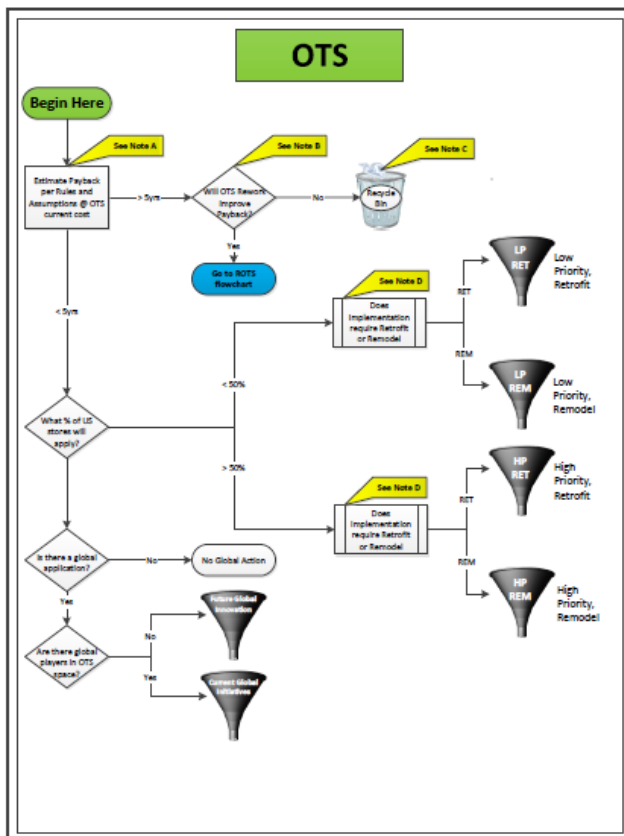 OTS
Begin Here
See Note A
See Note B
See Note C
Estimate Payback
per Rules and
Assumptions @ OTS
current cost
> 5yrs
Will OTS Rework
Improve
Payback?
No
Recycle
Bin
Yes
Go to ROTS
flowchart
< 5yrs
See Note D
Does
Implementation
require Retrofit
or Remodel
RET
LP
RET
Low
Priority,
Retrofit
REM
LP
REM
Low
Priority,
Remodel
< 50%
What % of US
stores will
apply?
> 50%
See Note D
Does
Implementation
require Retrofit
or Remodel
RET
HP
RET
High
Priority,
Retrofit
REM
HP
REM
High
Priority,
Remodel
Is there a global
application?
No
No Global Action
Yes
Are there global
players in OTS
space?
No
Future Global
Innovation
Yes
Current Global
Initiatives